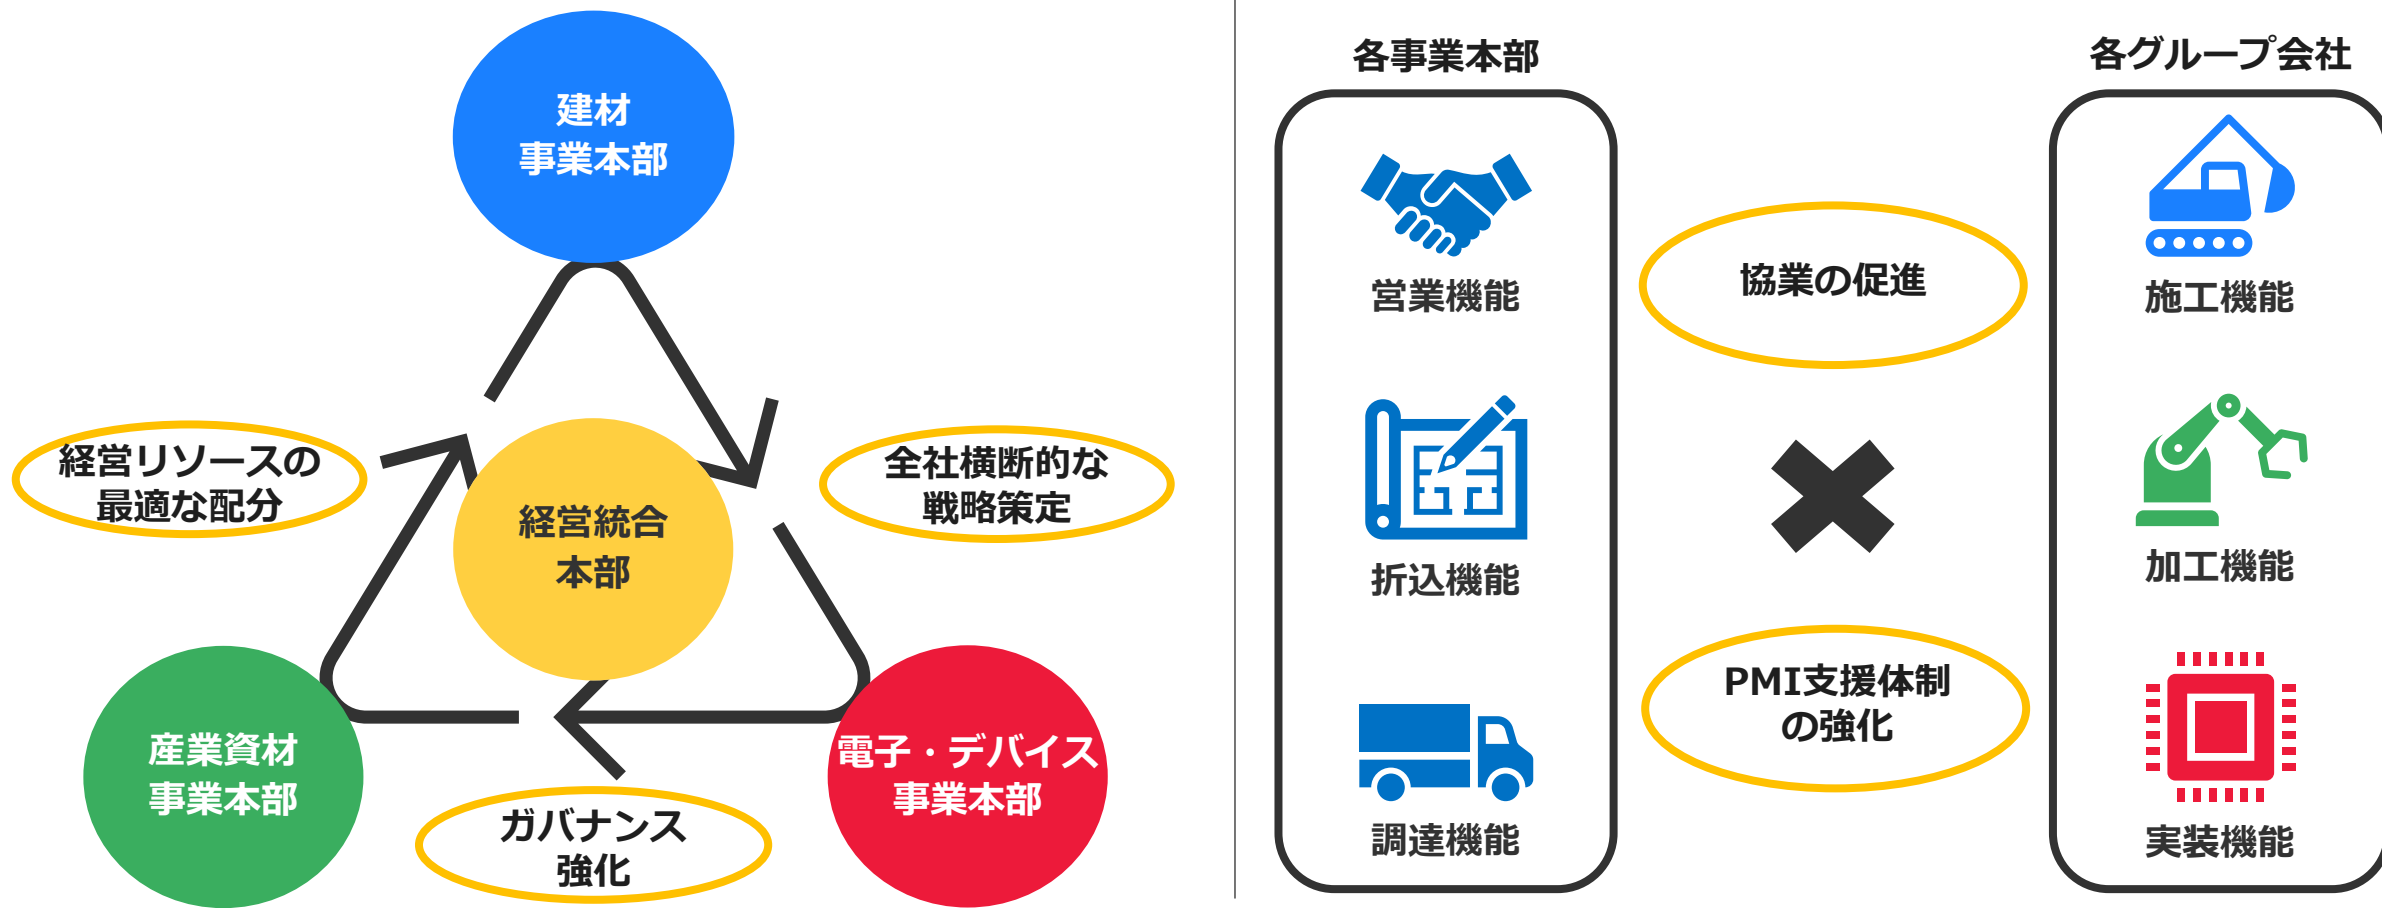 建材
事業本部
経営リソースの
最適な配分
全社横断的な
戦略策定
経営統合
本部
産業資材
事業本部
電子・デバイス
事業本部
ガバナンス
強化
各事業本部
営業機能
折込機能
調達機能
協業の促進
PMI支援体制
の強化
各グループ会社
施工機能
加工機能
実装機能